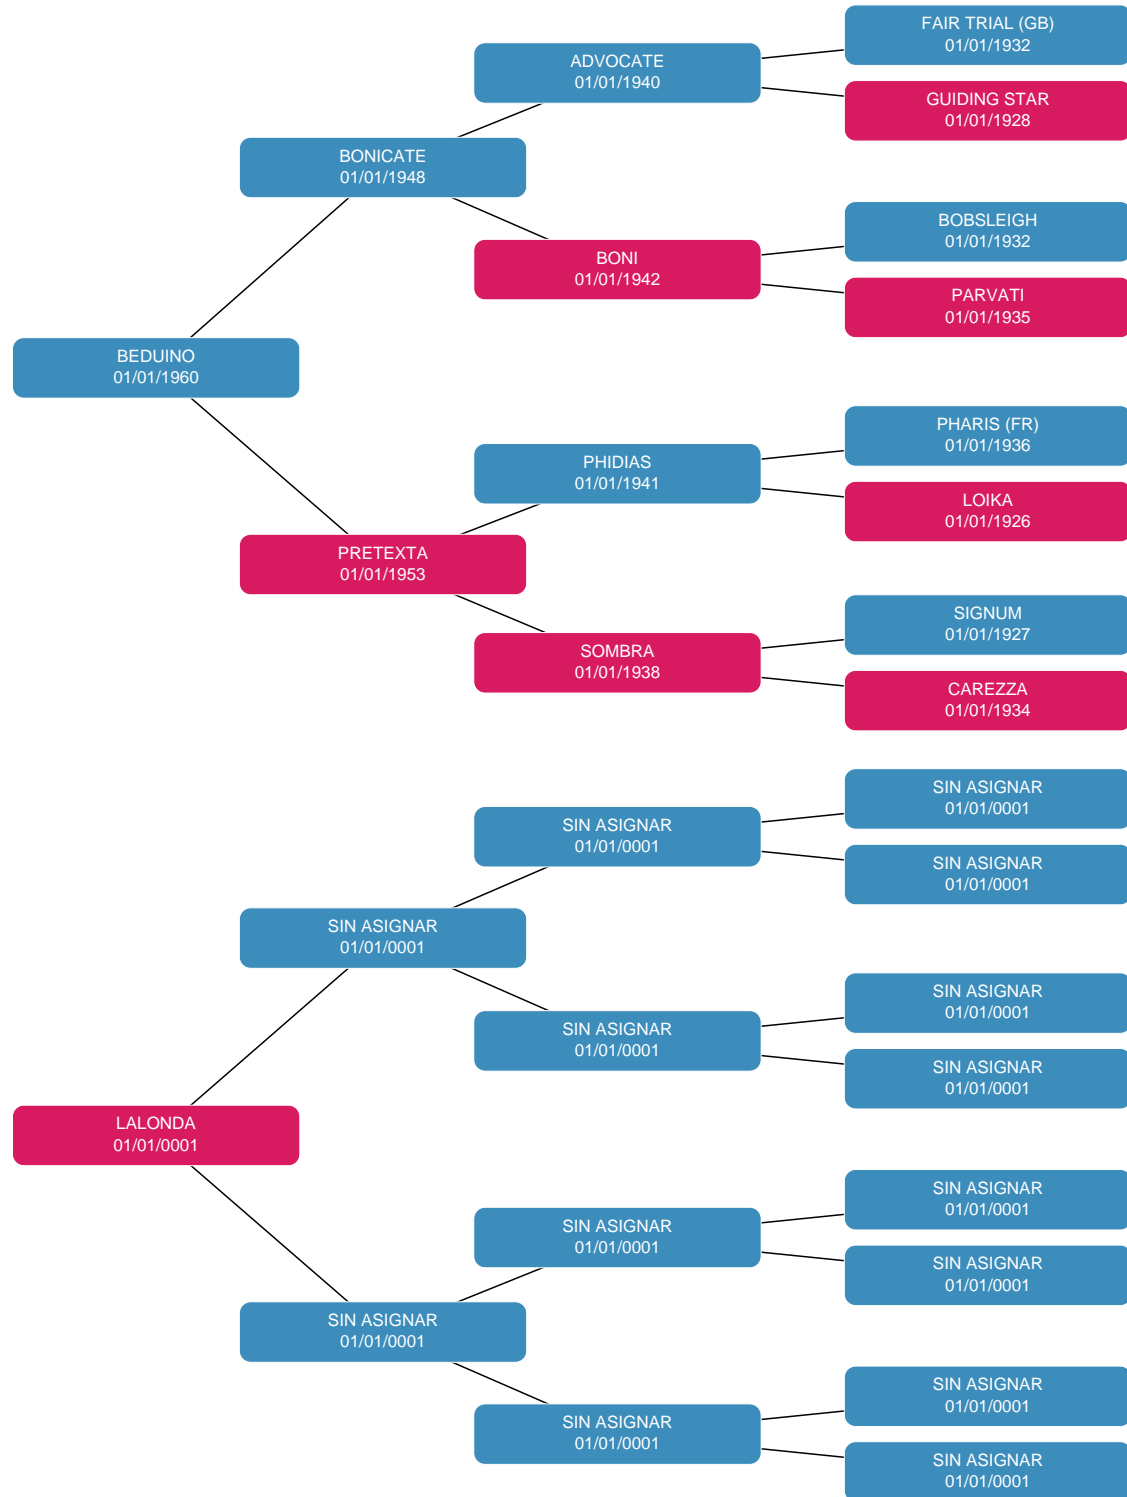 FAIR TRIAL (GB)
01/01/1932
ADVOCATE
01/01/1940
GUIDING STAR
01/01/1928
BONICATE
01/01/1948
BOBSLEIGH
01/01/1932
BONI
01/01/1942
PARVATI
01/01/1935
BEDUINO
01/01/1960
PHARIS (FR)
01/01/1936
PHIDIAS
01/01/1941
LOIKA
01/01/1926
PRETEXTA
01/01/1953
SIGNUM
01/01/1927
SOMBRA
01/01/1938
CAREZZA
01/01/1934
SIN ASIGNAR
01/01/0001
SIN ASIGNAR
01/01/0001
SIN ASIGNAR
01/01/0001
SIN ASIGNAR
01/01/0001
SIN ASIGNAR
01/01/0001
SIN ASIGNAR
01/01/0001
SIN ASIGNAR
01/01/0001
LALONDA
01/01/0001
SIN ASIGNAR
01/01/0001
SIN ASIGNAR
01/01/0001
SIN ASIGNAR
01/01/0001
SIN ASIGNAR
01/01/0001
SIN ASIGNAR
01/01/0001
SIN ASIGNAR
01/01/0001
SIN ASIGNAR
01/01/0001